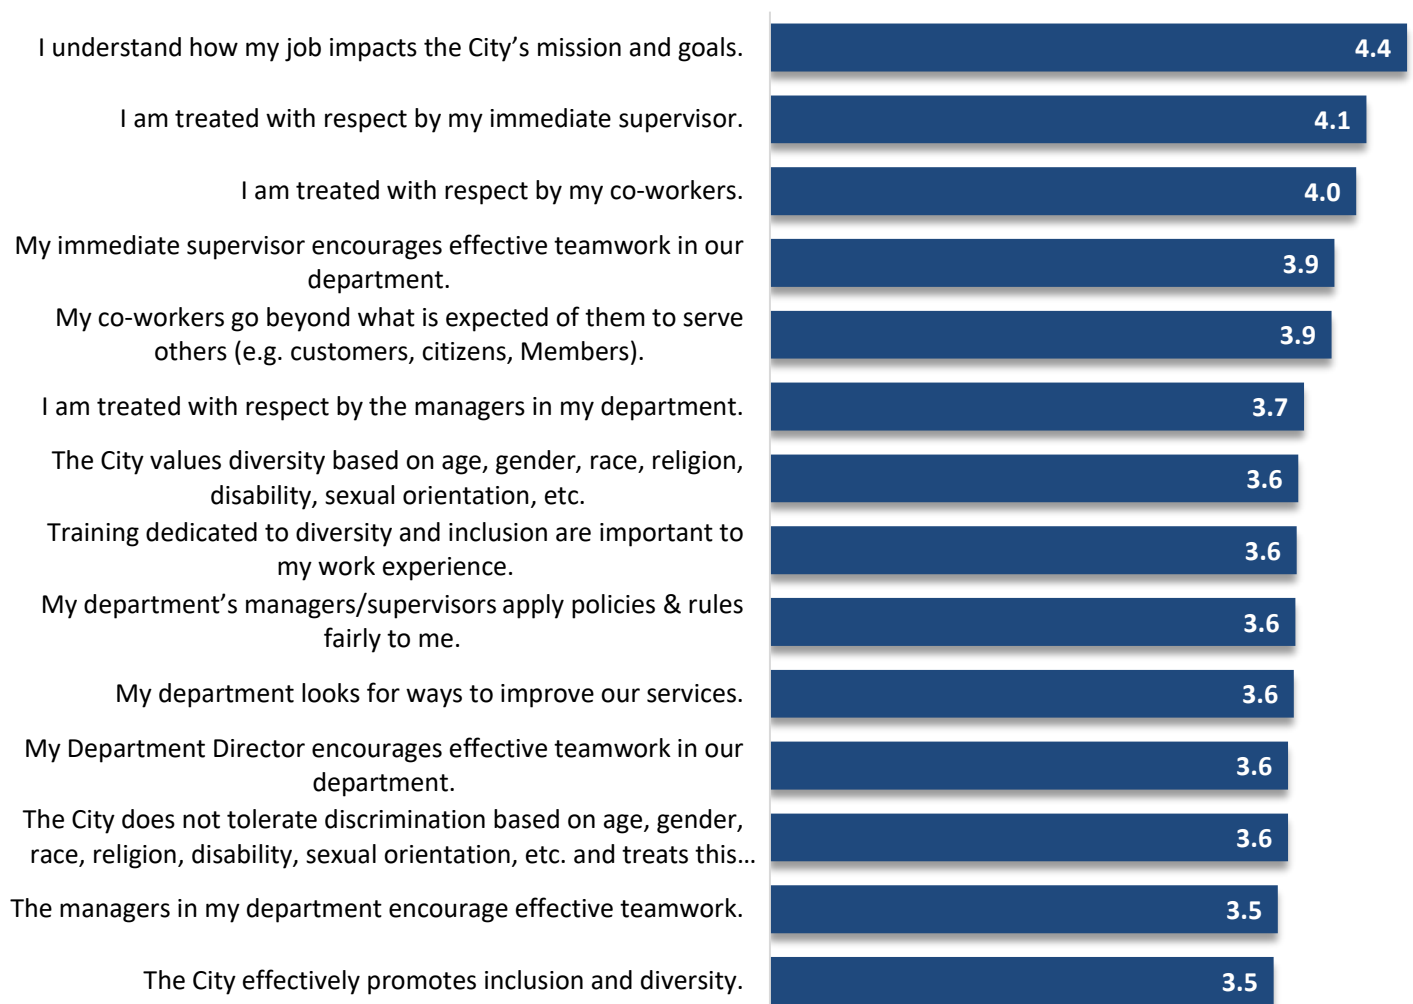 I understand how my job impacts the City’s mission and goals.
4.4
I am treated with respect by my immediate supervisor.
4.1
I am treated with respect by my co-workers.
4.0
My immediate supervisor encourages effective teamwork in our
department.
3.9
My co-workers go beyond what is expected of them to serve
others (e.g. customers, citizens, Members).
3.9
I am treated with respect by the managers in my department.
3.7
The City values diversity based on age, gender, race, religion,
disability, sexual orientation, etc.
3.6
Training dedicated to diversity and inclusion are important to
my work experience.
3.6
My department’s managers/supervisors apply policies & rules
fairly to me.
3.6
My department looks for ways to improve our services.
3.6
My Department Director encourages effective teamwork in our
department.
3.6
The City does not tolerate discrimination based on age, gender,
race, religion, disability, sexual orientation, etc. and treats this…
3.6
The managers in my department encourage effective teamwork.
3.5
The City effectively promotes inclusion and diversity.
3.5